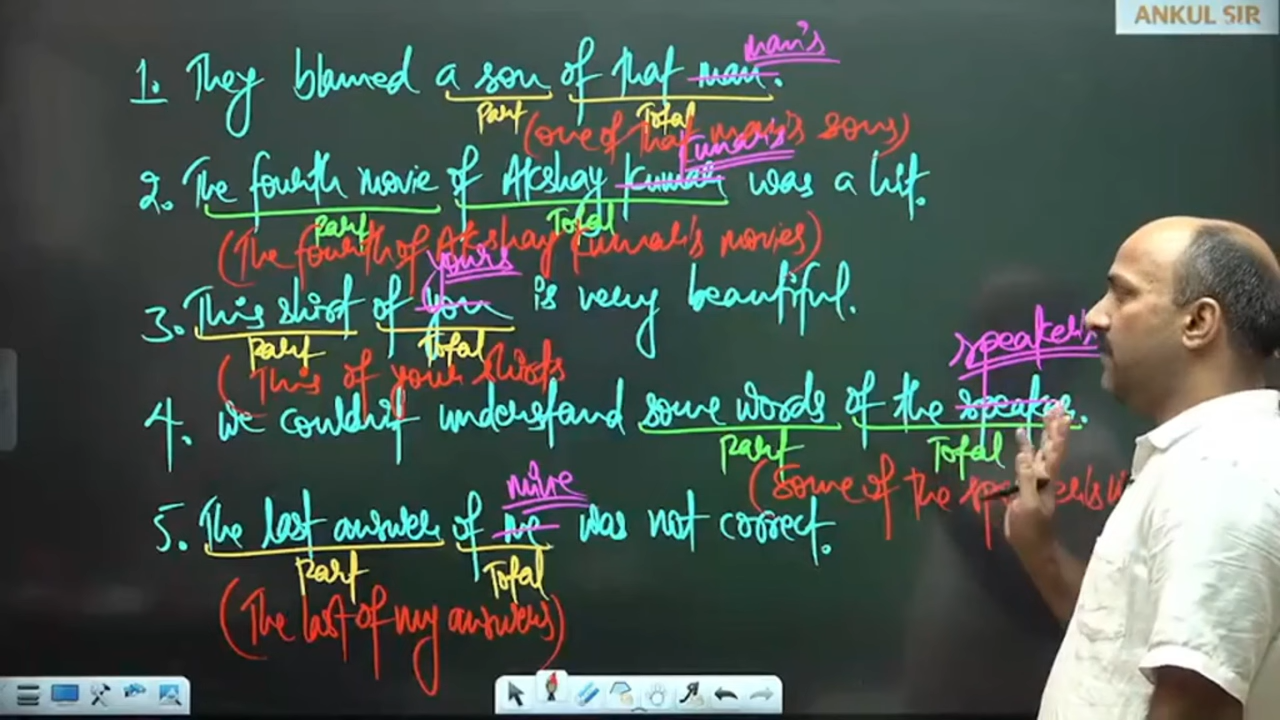 ANKUL SIR
man's
1. They blamed a son of that man.
Part Total
(one of that man's sons)
Kumar's
2. The fourth movie of Akshay Kumar was a hit.
Part Total
(The fourth of Akshay Kumar's movies)
yours
3. This shirt of you is very beautiful.
Part Total
(This of your shirts
speaker's
4. we couldn't understand some words of the speaker.
Part Total
(some of the speaker's
mine
5. The last answer of me was not correct.
Part Total
(The last of my answers)